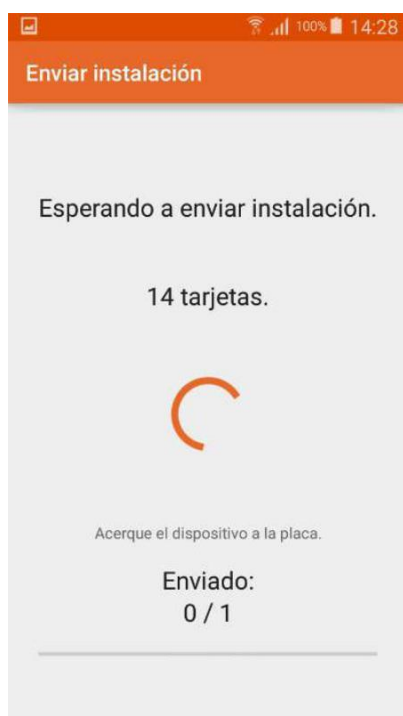 100% 14:28
Enviar instalación
Esperando a enviar instalación.
14 tarjetas.
Acerque el dispositivo a la placa.
Enviado:
0 / 1